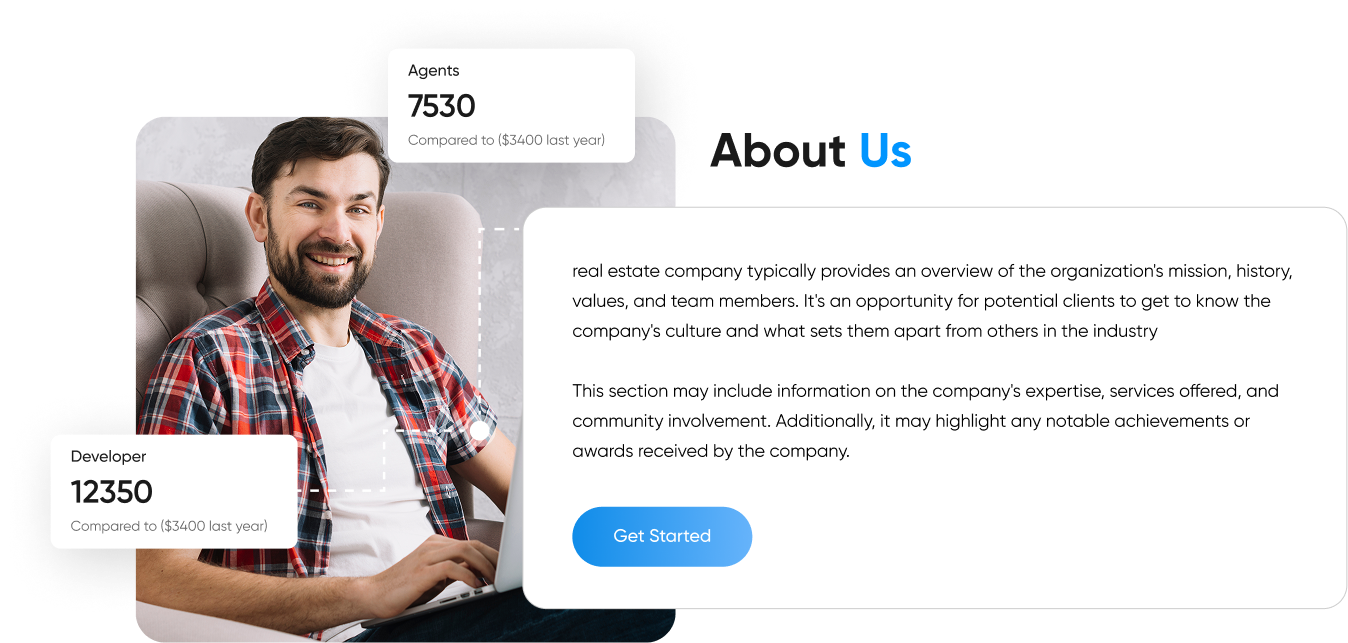 Agents
7530
Compared to ($3400 last year)
About Us
real estate company typically provides an overview of the organization's mission, history,
values, and team members. It's an opportunity for potential clients to get to know the
company's culture and what sets them apart from others in the industry
This section may include information on the company's expertise, services offered, and
community involvement. Additionally, it may highlight any notable achievements or
awards received by the company.
Get Started
Developer
12350
Compared to ($3400 last year)